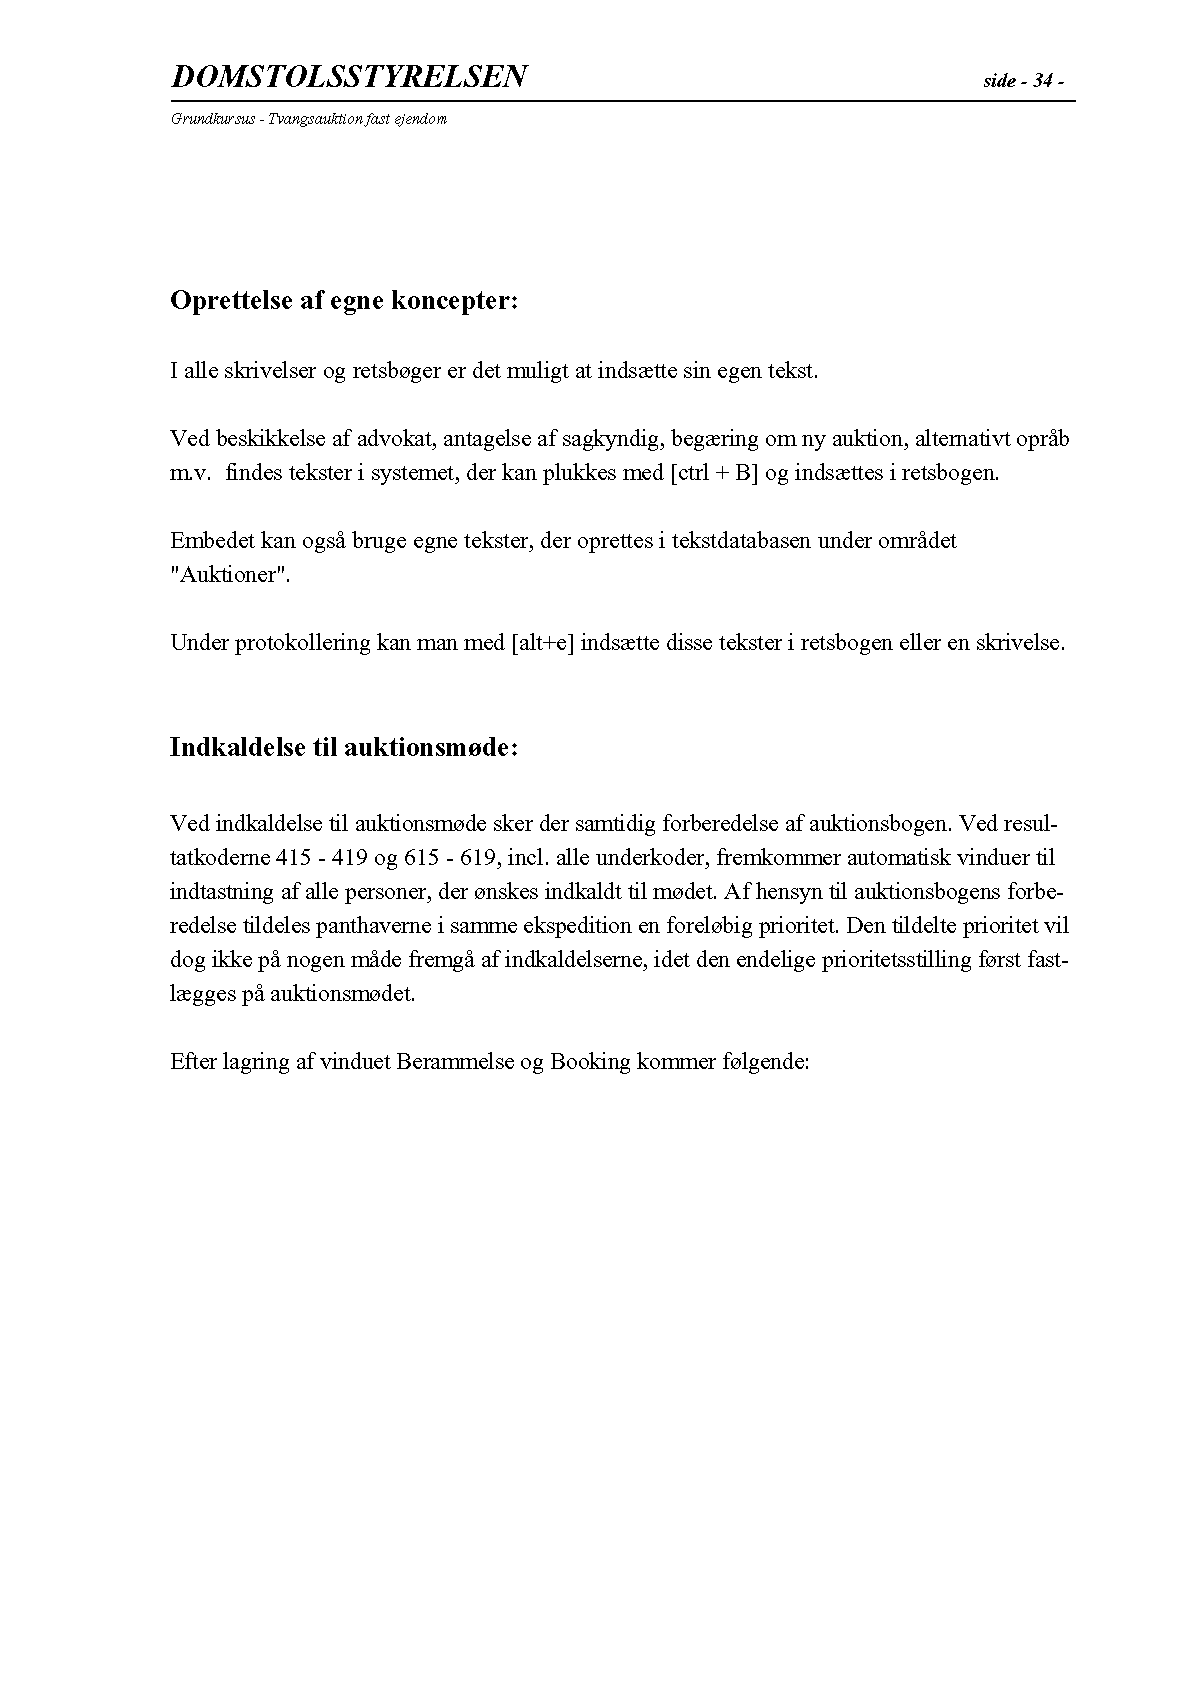 DOMSTOLSSTYRELSEN side - 34 -
Grundkursus - Tvangsauktion fast ejendom
Oprettelse af egne koncepter:
I alle skrivelser og retsbøger er det muligt at indsætte sin egen tekst.
Ved beskikkelse af advokat, antagelse af sagkyndig, begæring om ny auktion, alternativt opråb
m.v.  findes tekster i systemet, der kan plukkes med [ctrl + B] og indsættes i retsbogen.
Embedet kan også bruge egne tekster, der oprettes i tekstdatabasen under området
"Auktioner".
Under protokollering kan man med [alt+e] indsætte disse tekster i retsbogen eller en skrivelse.
Indkaldelse til auktionsmøde:
Ved indkaldelse til auktionsmøde sker der samtidig forberedelse af auktionsbogen. Ved resul-
tatkoderne 415 - 419 og 615 - 619, incl. alle underkoder, fremkommer automatisk vinduer til
indtastning af alle personer, der ønskes indkaldt til mødet. Af hensyn til auktionsbogens forbe-
redelse tildeles panthaverne i samme ekspedition en foreløbig prioritet. Den tildelte prioritet vil
dog ikke på nogen måde fremgå af indkaldelserne, idet den endelige prioritetsstilling først fast-
lægges på auktionsmødet.
Efter lagring af vinduet Berammelse og Booking kommer følgende: